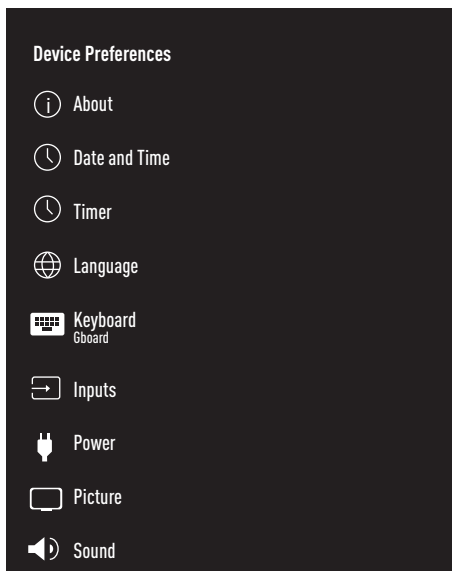 Device Preferences
About
Date and Time
Timer
Language
Keyboard
Gboard
Inputs
Power
Picture
Sound